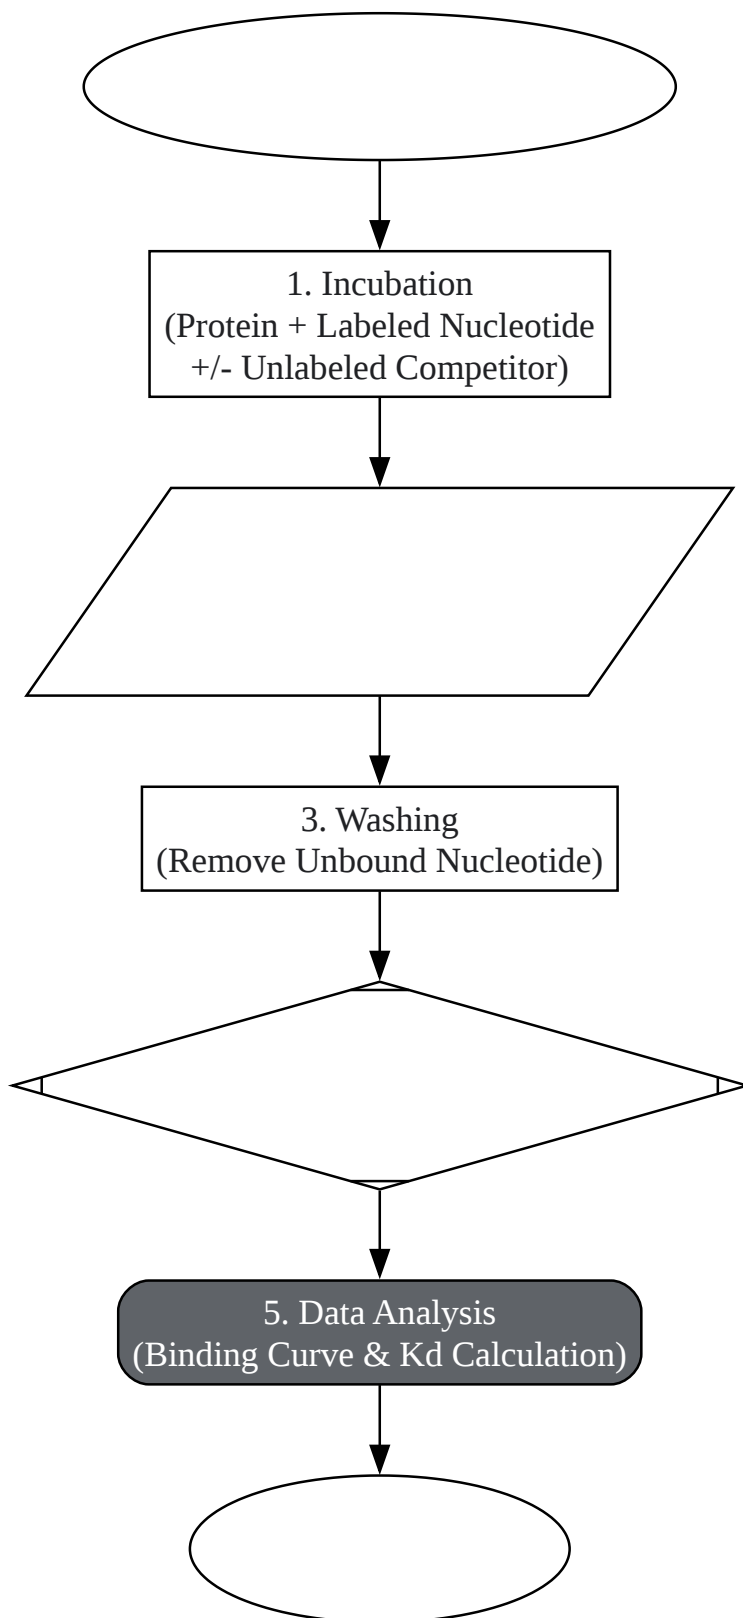 1. Incubation
(Protein + Labeled Nucleotide
+/- Unlabeled Competitor)
3. Washing
(Remove Unbound Nucleotide)
5. Data Analysis
(Binding Curve & Kd Calculation)